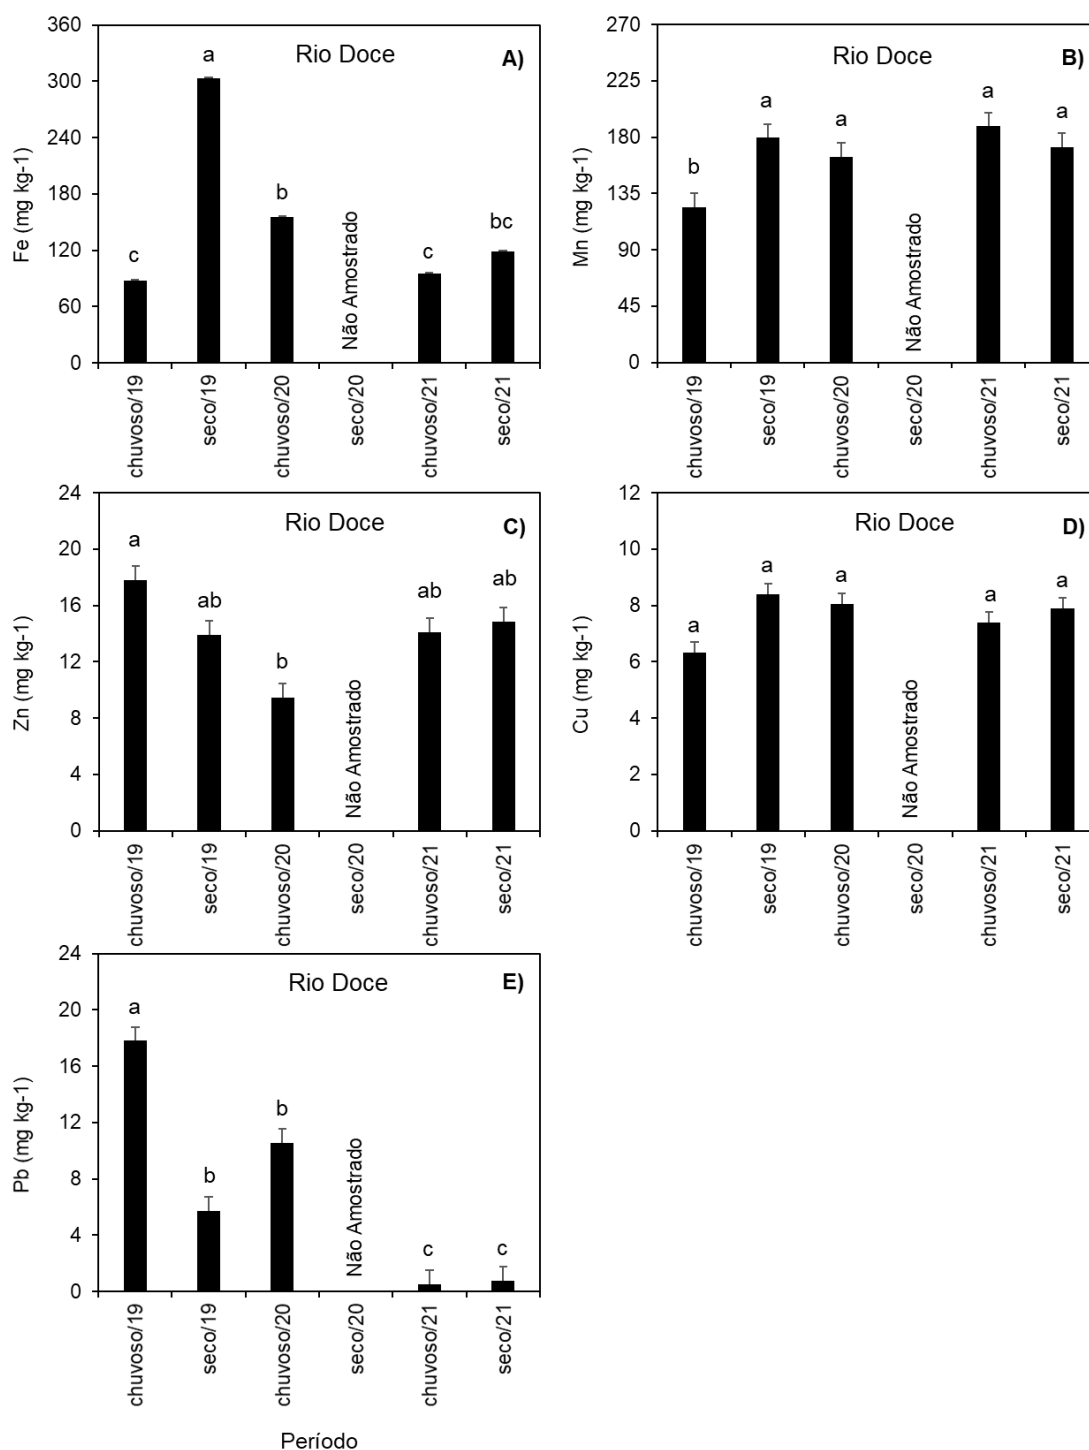 Rio Doce
A)
Fe (mg kg-1)
360
300
240
180
120
60
0
c
a
b
Não Amostrado
c
bc
chuvoso/19
seco/19
chuvoso/20
seco/20
chuvoso/21
seco/21
Rio Doce
B)
Mn (mg kg-1)
270
225
180
135
90
45
0
b
a
a
Não Amostrado
a
a
chuvoso/19
seco/19
chuvoso/20
seco/20
chuvoso/21
seco/21
Rio Doce
C)
Zn (mg kg-1)
24
20
16
12
8
4
0
a
ab
b
Não Amostrado
ab
ab
chuvoso/19
seco/19
chuvoso/20
seco/20
chuvoso/21
seco/21
Rio Doce
D)
Cu (mg kg-1)
12
10
8
6
4
2
0
a
a
a
Não Amostrado
a
a
chuvoso/19
seco/19
chuvoso/20
seco/20
chuvoso/21
seco/21
Rio Doce
E)
Pb (mg kg-1)
24
20
16
12
8
4
0
a
b
b
Não Amostrado
c
c
chuvoso/19
seco/19
chuvoso/20
seco/20
chuvoso/21
seco/21
Período